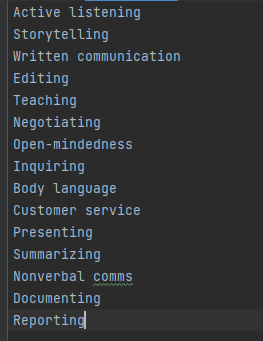 Active listening
Storytelling
Written communication
Editing
Teaching
Negotiating
Open-mindedness
Inquiring
Body language
Customer service
Presenting
Summarizing
Nonverbal comms
Documenting
Reporting